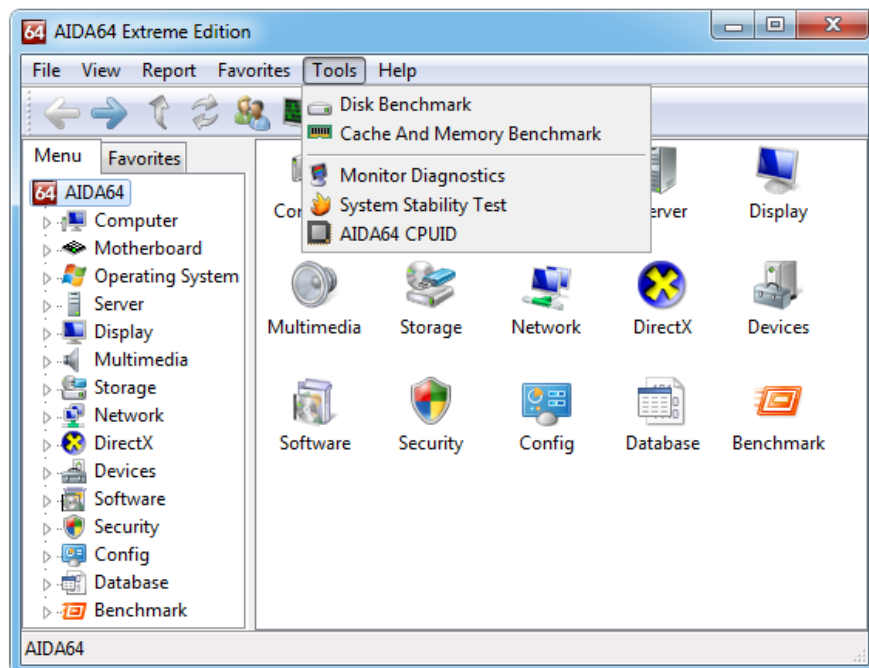 64 AIDA64 Extreme Edition
File View Report Favorites Tools Help
Disk Benchmark
Cache And Memory Benchmark
Monitor Diagnostics
System Stability Test
AIDA64 CPUID
Menu Favorites
64 AIDA64
Computer
Motherboard
Operating System
Server
Display
Multimedia
Storage
Network
DirectX
Devices
Software
Security
Config
Database
Benchmark
Display
Multimedia Storage Network DirectX Devices
Software Security Config Database Benchmark
AIDA64